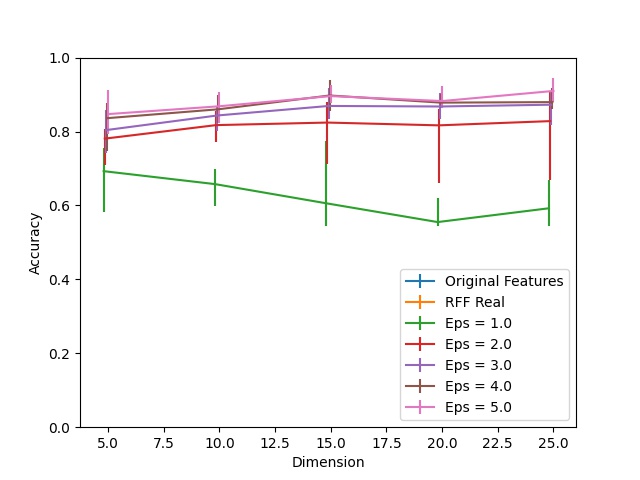 1.0
0.8
0.6
0.4
0.2
0.0
Accuracy
Original Features
RFF Real
Eps = 1.0
Eps = 2.0
Eps = 3.0
Eps = 4.0
Eps = 5.0
5.0 7.5 10.0 12.5 15.0 17.5 20.0 22.5 25.0
Dimension